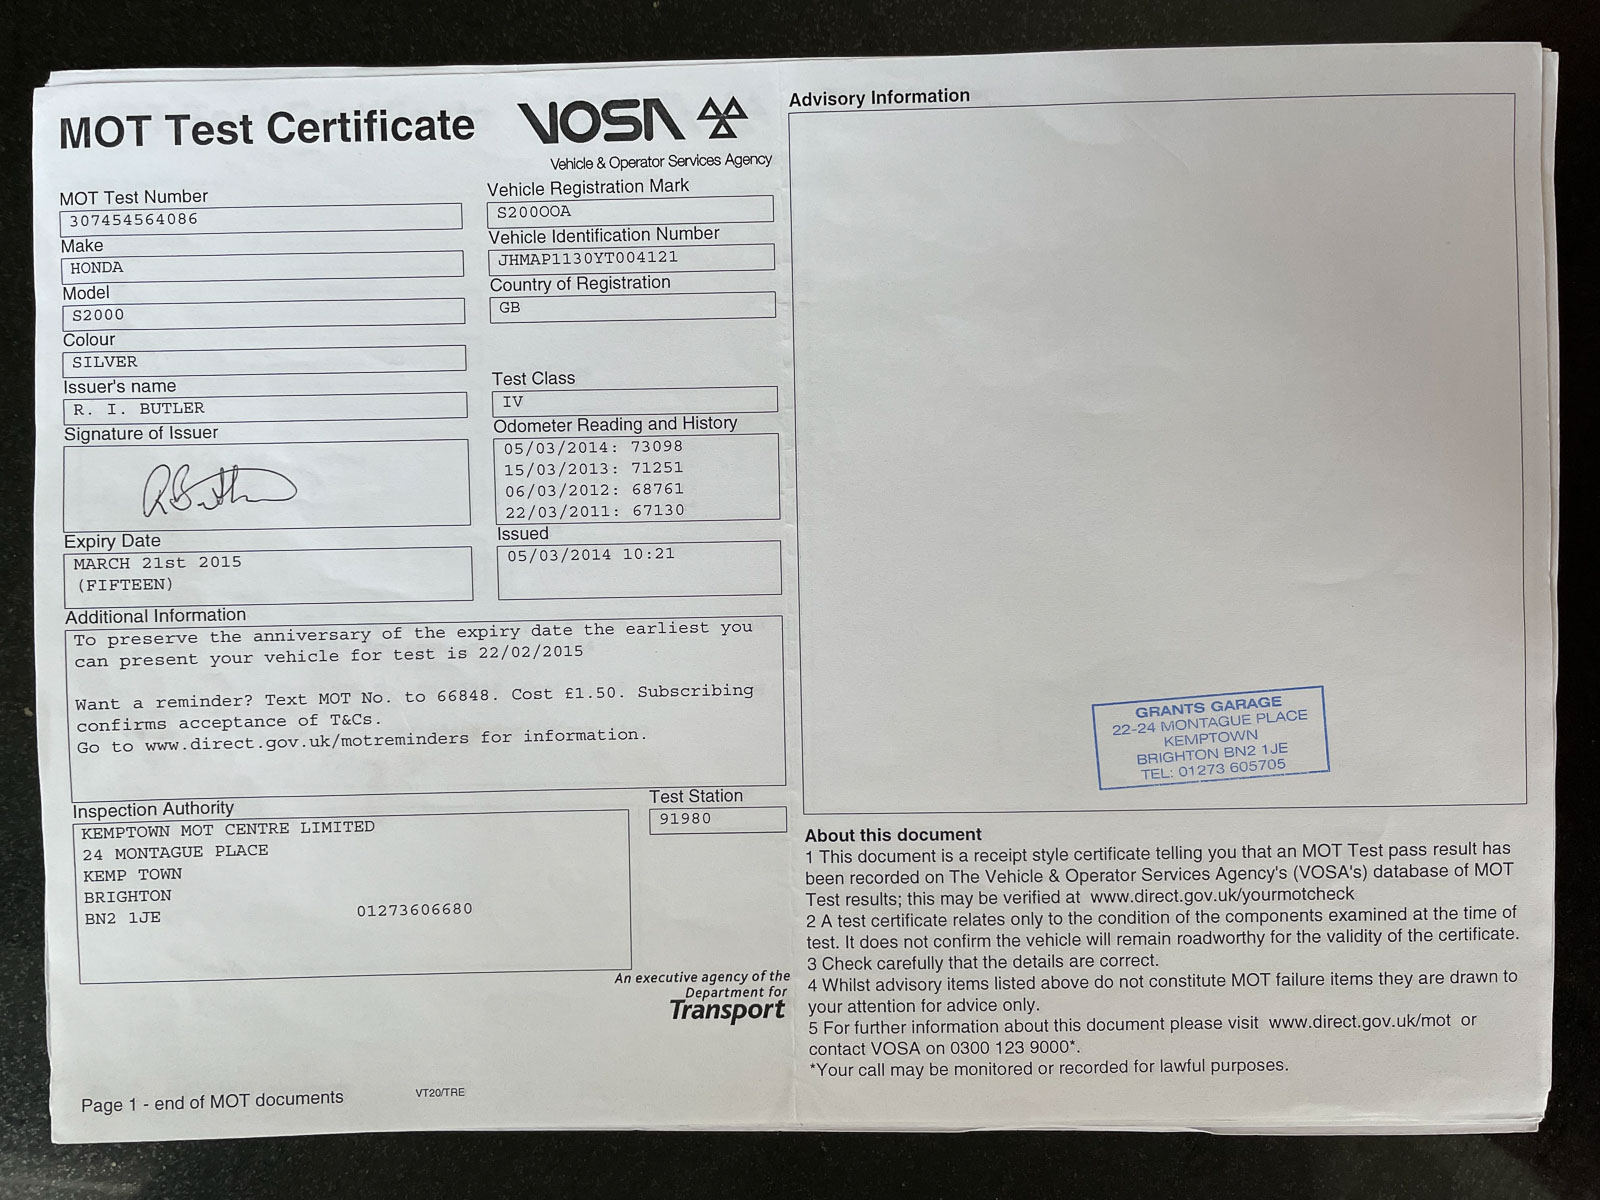 MOT Test Certificate
VOSA
Vehicle & Operator Services Agency
MOT Test Number
307454564086
Make
HONDA
Model
S2000
Colour
SILVER
Issuer's name
R. I. BUTLER
Signature of Issuer
Expiry Date
MARCH 21st 2015
(FIFTEEN)
Vehicle Registration Mark
S2000OA
Vehicle Identification Number
JHMAP1130YT004121
Country of Registration
GB
Test Class
IV
Odometer Reading and History
05/03/2014: 73098
15/03/2013: 71251
06/03/2012: 68761
22/03/2011: 67130
Issued
05/03/2014 10:21
Additional Information
To preserve the anniversary of the expiry date the earliest you
can present your vehicle for test is 22/02/2015
Want a reminder? Text MOT No. to 66848. Cost £1.50. Subscribing
confirms acceptance of T&Cs.
Go to www.direct.gov.uk/motreminders for information.
Inspection Authority
KEMPTOWN MOT CENTRE LIMITED
24 MONTAGUE PLACE
KEMP TOWN
BRIGHTON
BN2 1JE 01273606680
Test Station
91980
An executive agency of the
Department for
Transport
Page 1 - end of MOT documents
VT20/TRE
Advisory Information
GRANTS GARAGE
22-24 MONTAGUE PLACE
KEMPTOWN
BRIGHTON BN2 1JE
TEL: 01273 605705
About this document
1 This document is a receipt style certificate telling you that an MOT Test pass result has
been recorded on The Vehicle & Operator Services Agency's (VOSA's) database of MOT
Test results; this may be verified at www.direct.gov.uk/yourmotcheck
2 A test certificate relates only to the condition of the components examined at the time of
test. It does not confirm the vehicle will remain roadworthy for the validity of the certificate.
3 Check carefully that the details are correct.
4 Whilst advisory items listed above do not constitute MOT failure items they are drawn to
your attention for advice only.
5 For further information about this document please visit www.direct.gov.uk/mot or
contact VOSA on 0300 123 9000*.
*Your call may be monitored or recorded for lawful purposes.